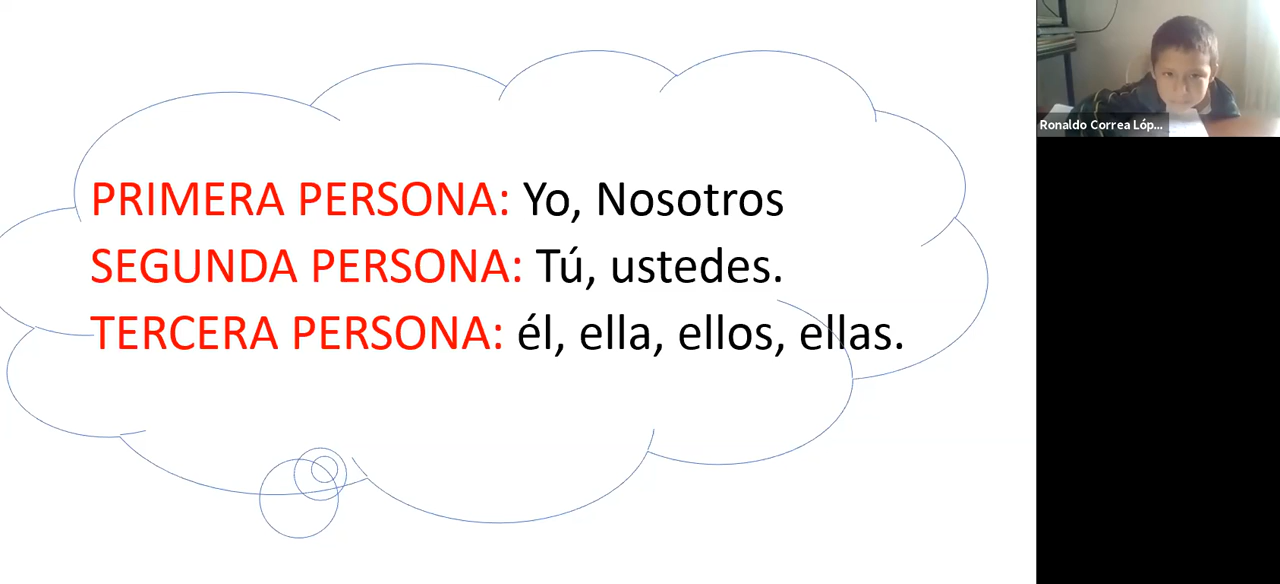 PRIMERA PERSONA: Yo, Nosotros
SEGUNDA PERSONA: Tú, ustedes.
TERCERA PERSONA: él, ella, ellos, ellas.
Ronaldo Correa Lóp...